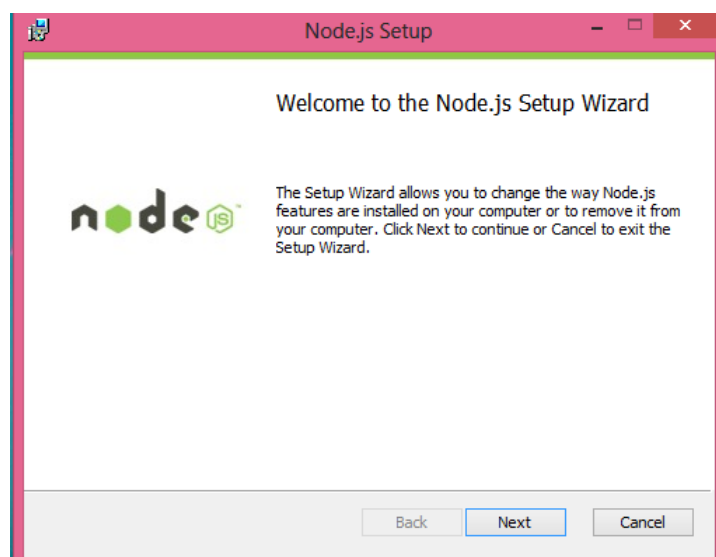 Node.js Setup
Welcome to the Node.js Setup Wizard
node JS
The Setup Wizard allows you to change the way Node.js
features are installed on your computer or to remove it from
your computer. Click Next to continue or Cancel to exit the
Setup Wizard.
Back Next Cancel